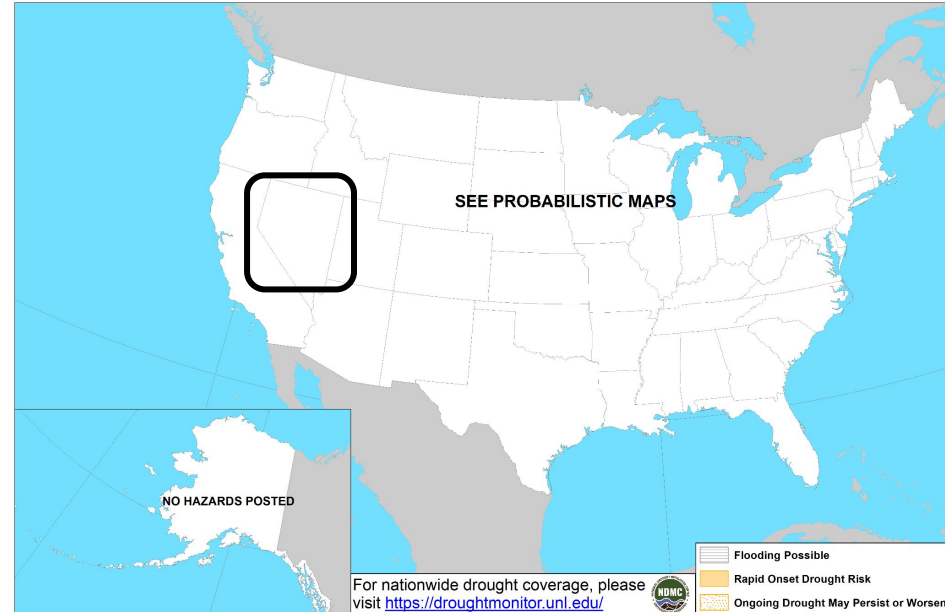 SEE PROBABILISTIC MAPS
NO HAZARDS POSTED
For nationwide drought coverage, please
visit https://droughtmonitor.unl.edu/
NDMC
Flooding Possible
Rapid Onset Drought Risk
Ongoing Drought May Persist or Worsen